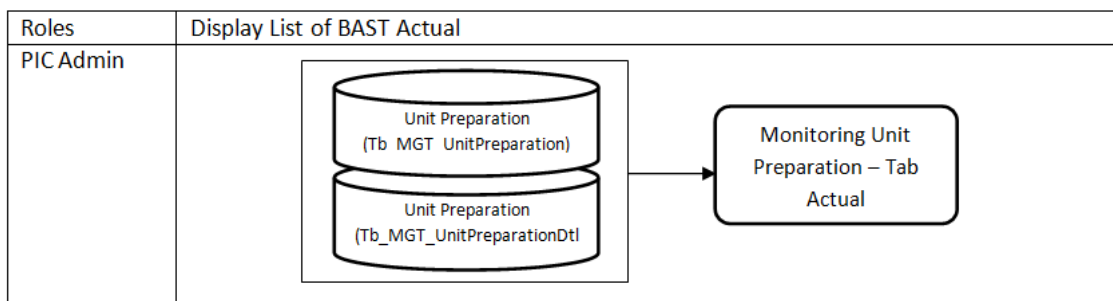 Roles
Display List of BAST Actual
PIC Admin
Unit Preparation
(Tb MGT UnitPreparation)
Unit Preparation
(Tb_MGT_UnitPreparationDtl
Monitoring Unit
Preparation – Tab
Actual